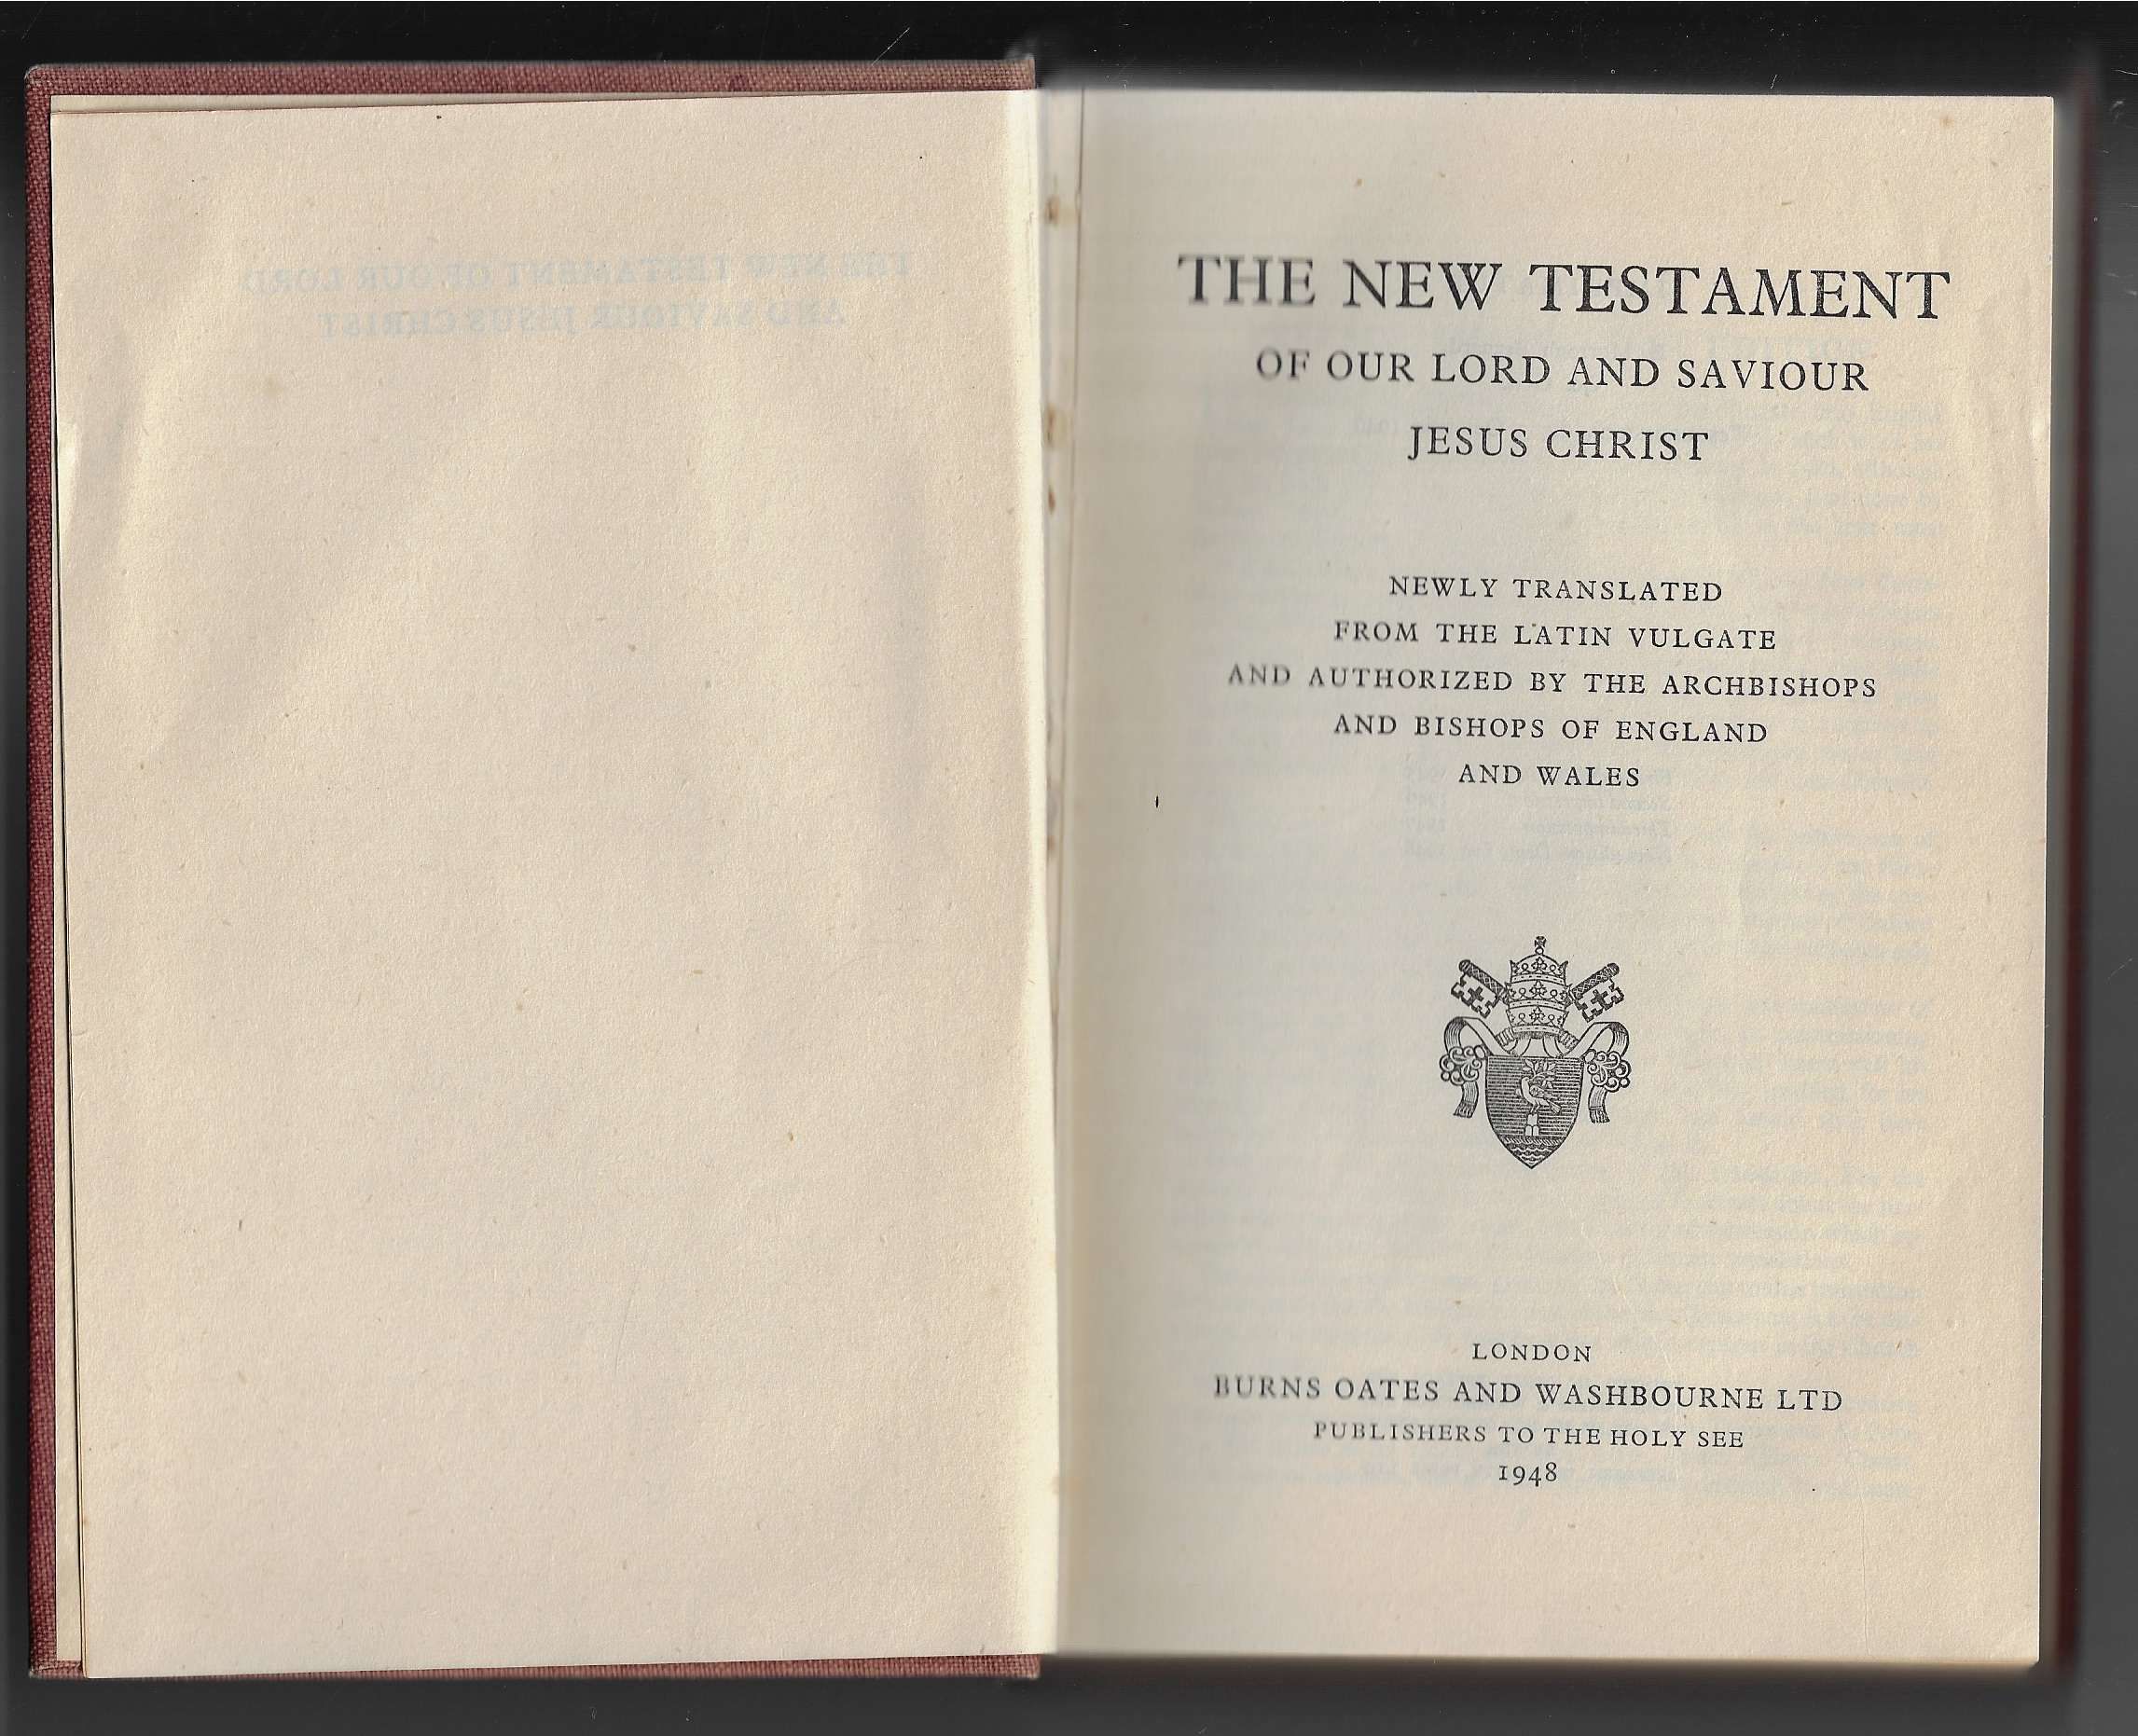 THE NEW TESTAMENT
OF OUR LORD AND SAVIOUR
JESUS CHRIST
NEWLY TRANSLATED
FROM THE LATIN VULGATE
AND AUTHORIZED BY THE ARCHBISHOPS
AND BISHOPS OF ENGLAND
AND WALES
LONDON
BURNS OATES AND WASHBOURNE LTD
PUBLISHERS TO THE HOLY SEE
1948